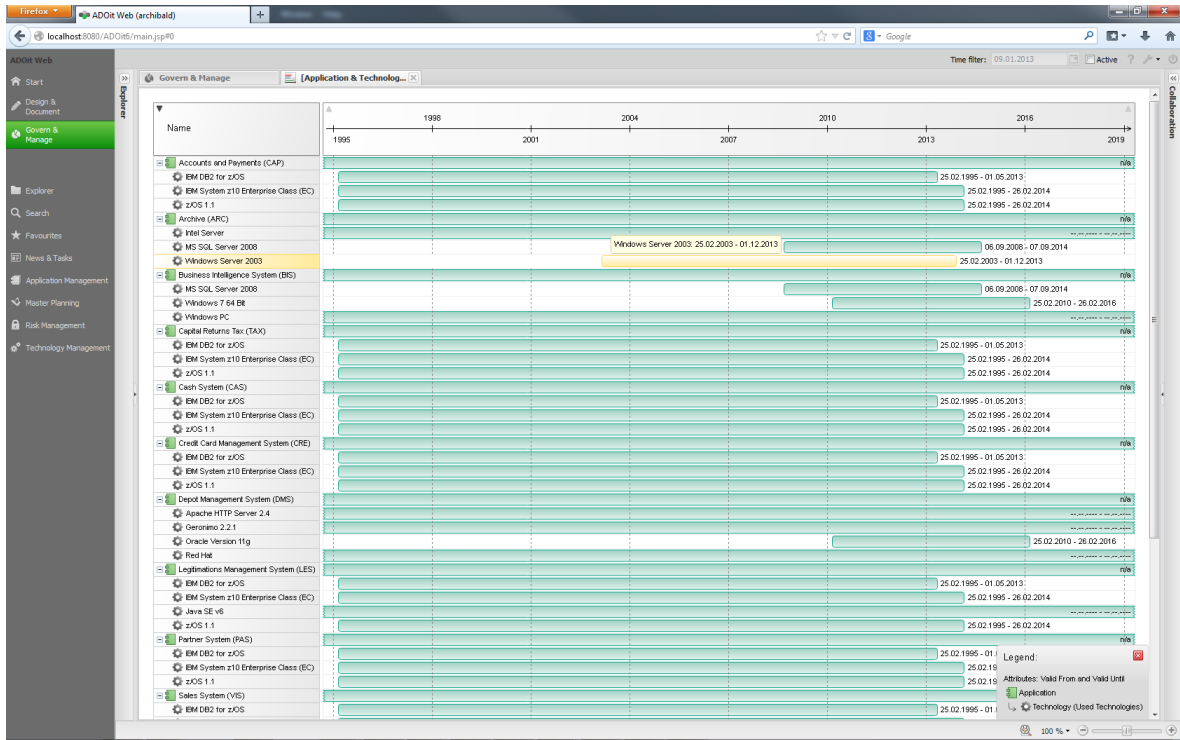 Firefox
ADOit Web (archibald)
localhost:8080/ADOit6/main.jsp#0
Google
ADOit Web
Time filter: 09.01.2013 Active ?
Start
Design & Document
Govern & Manage
Explorer
Search
Favourites
News & Tasks
Application Management
Master Planning
Risk Management
Technology Management
Explorer
Collaboration
Govern & Manage
[Application & Technolog...
Name
1998 2004 2010 2016
1995 2001 2007 2013 2019
Accounts and Payments (CAP) n/a
IBM DB2 for z/OS 25.02.1995 - 01.05.2013
IBM System z10 Enterprise Class (EC) 25.02.1995 - 26.02.2014
z/OS 1.1 25.02.1995 - 26.02.2014
Archive (ARC) n/a
Intel Server --.--.---- - --.--.----
MS SQL Server 2008 06.09.2008 - 07.09.2014
Windows Server 2003: 25.02.2003 - 01.12.2013
Windows Server 2003 25.02.2003 - 01.12.2013
Business Intelligence System (BIS) n/a
MS SQL Server 2008 06.09.2008 - 07.09.2014
Windows 7 64 Bit 25.02.2010 - 26.02.2016
Windows PC --.--.---- - --.--.----
Capital Returns Tax (TAX) n/a
IBM DB2 for z/OS 25.02.1995 - 01.05.2013
IBM System z10 Enterprise Class (EC) 25.02.1995 - 26.02.2014
z/OS 1.1 25.02.1995 - 26.02.2014
Cash System (CAS) n/a
IBM DB2 for z/OS 25.02.1995 - 01.05.2013
IBM System z10 Enterprise Class (EC) 25.02.1995 - 26.02.2014
z/OS 1.1 25.02.1995 - 26.02.2014
Credit Card Management System (CRE) n/a
IBM DB2 for z/OS 25.02.1995 - 01.05.2013
IBM System z10 Enterprise Class (EC) 25.02.1995 - 26.02.2014
z/OS 1.1 25.02.1995 - 26.02.2014
Depot Management System (DMS) n/a
Apache HTTP Server 2.4 --.--.---- - --.--.----
Geronimo 2.2.1 --.--.---- - --.--.----
Oracle Version 11g 25.02.2010 - 26.02.2016
Red Hat --.--.---- - --.--.----
Legitimations Management System (LES) n/a
IBM DB2 for z/OS 25.02.1995 - 01.05.2013
IBM System z10 Enterprise Class (EC) 25.02.1995 - 26.02.2014
Java SE v6 --.--.---- - --.--.----
z/OS 1.1 25.02.1995 - 26.02.2014
Partner System (PAS) n/a
IBM DB2 for z/OS 25.02.1995 - 01.
IBM System z10 Enterprise Class (EC) 25.02.19
z/OS 1.1 25.02.19
Sales System (VIS)
IBM DB2 for z/OS 25.02.1995 - 01.
Legend:
Attributes: Valid From and Valid Until
Application
Technology (Used Technologies)
100 %